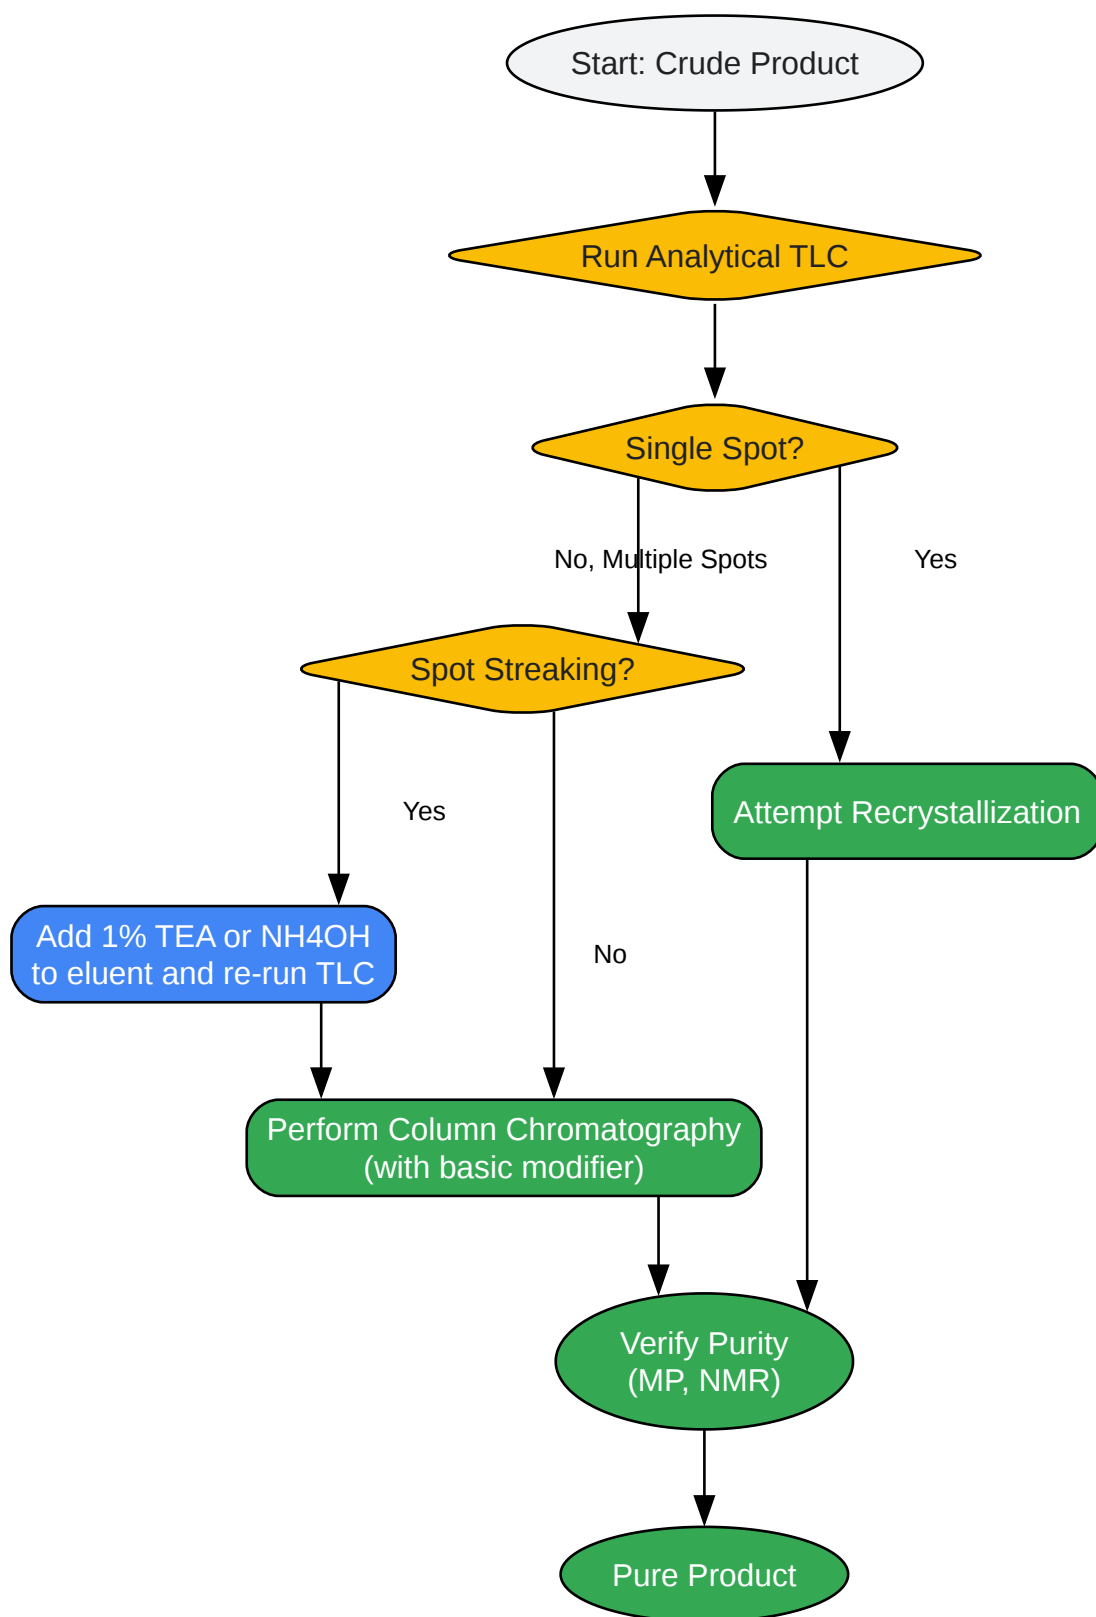 Start: Crude Product
Run Analytical TLC
Single Spot?
No, Multiple Spots
Yes
Spot Streaking?
Yes
Attempt Recrystallization
Add 1% TEA or NH4OH
to eluent and re-run TLC
No
Perform Column Chromatography
(with basic modifier)
Verify Purity
(MP, NMR)
Pure Product